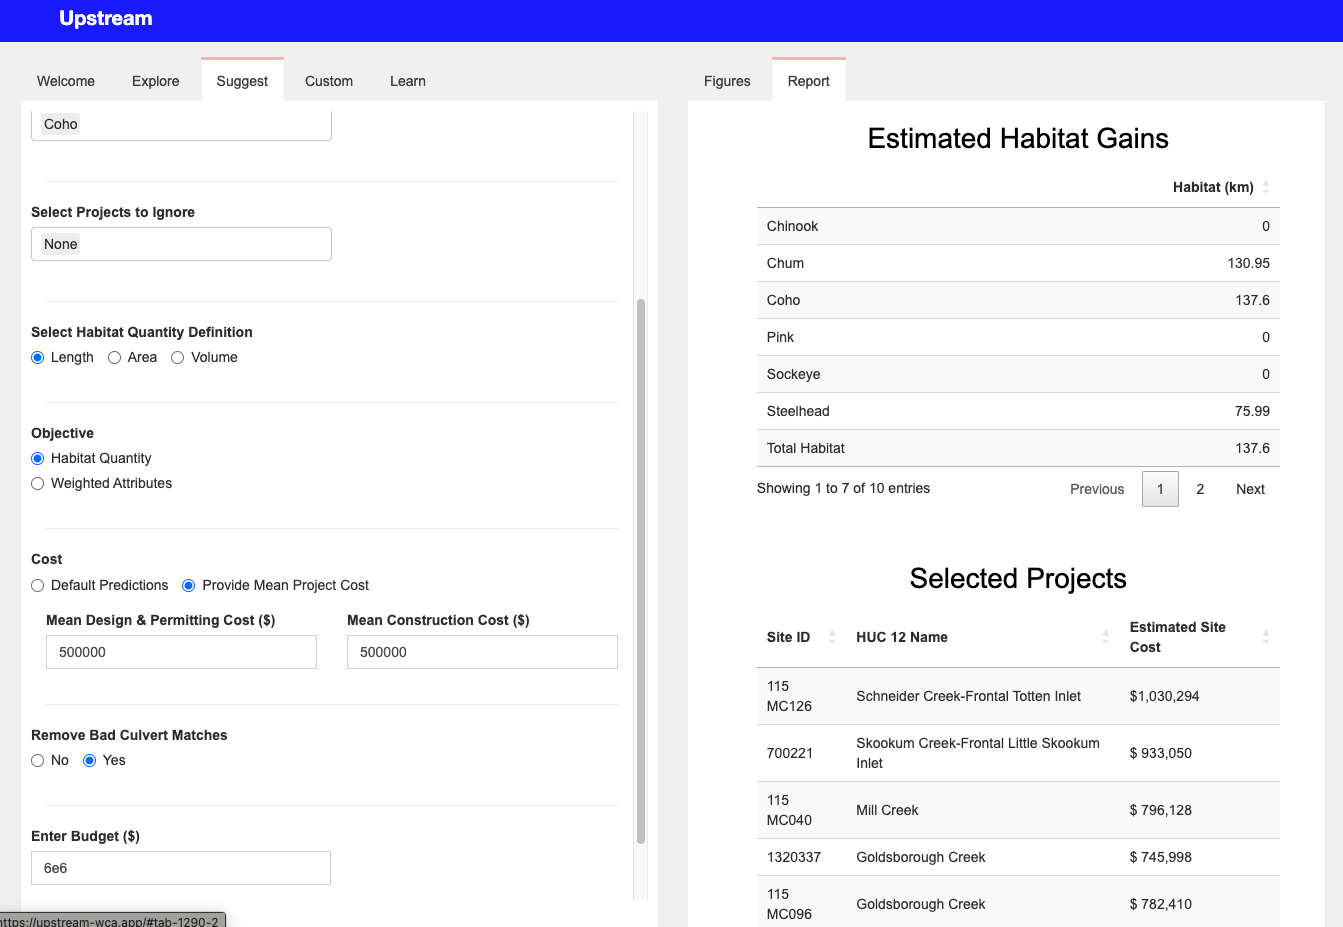 Upstream
Welcome Explore Suggest Custom Learn
Coho
Select Projects to Ignore
None
Select Habitat Quantity Definition
Length Area Volume
Objective
Habitat Quantity
Weighted Attributes
Cost
Default Predictions Provide Mean Project Cost
Mean Design & Permitting Cost ($) Mean Construction Cost ($)
500000 500000
Remove Bad Culvert Matches
No Yes
Enter Budget ($)
6e6
https://upstream-wca.app/#tab-1290-2
Figures Report
Estimated Habitat Gains
Habitat (km)
Chinook 0
Chum 130.95
Coho 137.6
Pink 0
Sockeye 0
Steelhead 75.99
Total Habitat 137.6
Showing 1 to 7 of 10 entries Previous 1 2 Next
Selected Projects
Site ID HUC 12 Name Estimated Site
Cost
115
MC126 Schneider Creek-Frontal Totten Inlet $1,030,294
700221 Skookum Creek-Frontal Little Skookum
Inlet $ 933,050
115
MC040 Mill Creek $ 796,128
1320337 Goldsborough Creek $ 745,998
115
MC096 Goldsborough Creek $ 782,410